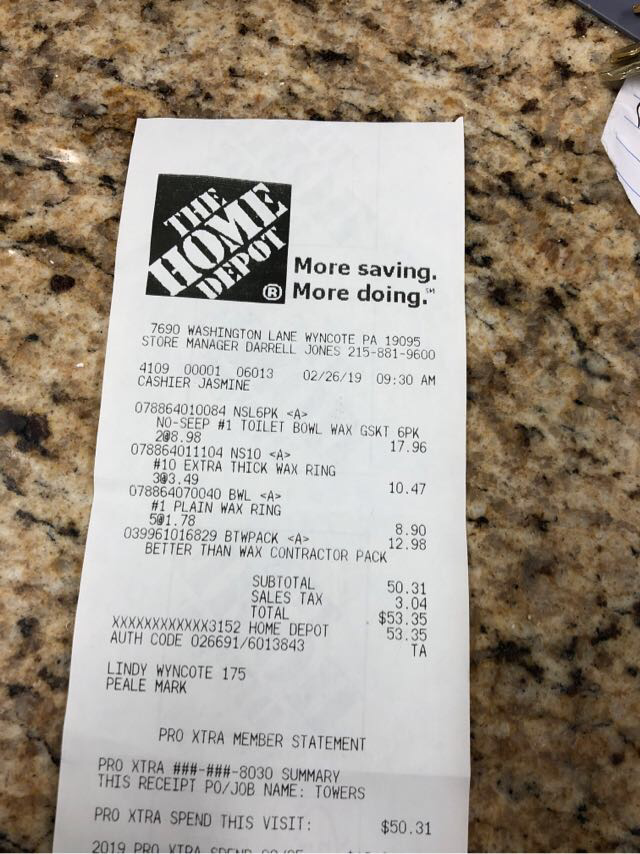 THE
HOME
DEPOT
®
More saving.
More doing.℠
7690 WASHINGTON LANE WYNCOTE PA 19095
STORE MANAGER DARRELL JONES 215-881-9600
4109 00001 06013 02/26/19 09:30 AM
CASHIER JASMINE
078864010084 NSL6PK <A>
NO-SEEP #1 TOILET BOWL WAX GSKT 6PK
2@8.98 17.96
078864011104 NS10 <A>
#10 EXTRA THICK WAX RING
3@3.49 10.47
078864070040 BWL <A>
#1 PLAIN WAX RING
5@1.78 8.90
039961016829 BTWPACK <A> 12.98
BETTER THAN WAX CONTRACTOR PACK
SUBTOTAL 50.31
SALES TAX 3.04
TOTAL $53.35
XXXXXXXXXXXX3152 HOME DEPOT 53.35
AUTH CODE 026691/6013843 TA
LINDY WYNCOTE 175
PEALE MARK
PRO XTRA MEMBER STATEMENT
PRO XTRA ###-###-8030 SUMMARY
THIS RECEIPT PO/JOB NAME: TOWERS
PRO XTRA SPEND THIS VISIT: $50.31
2019 PRO XTRA SPEND